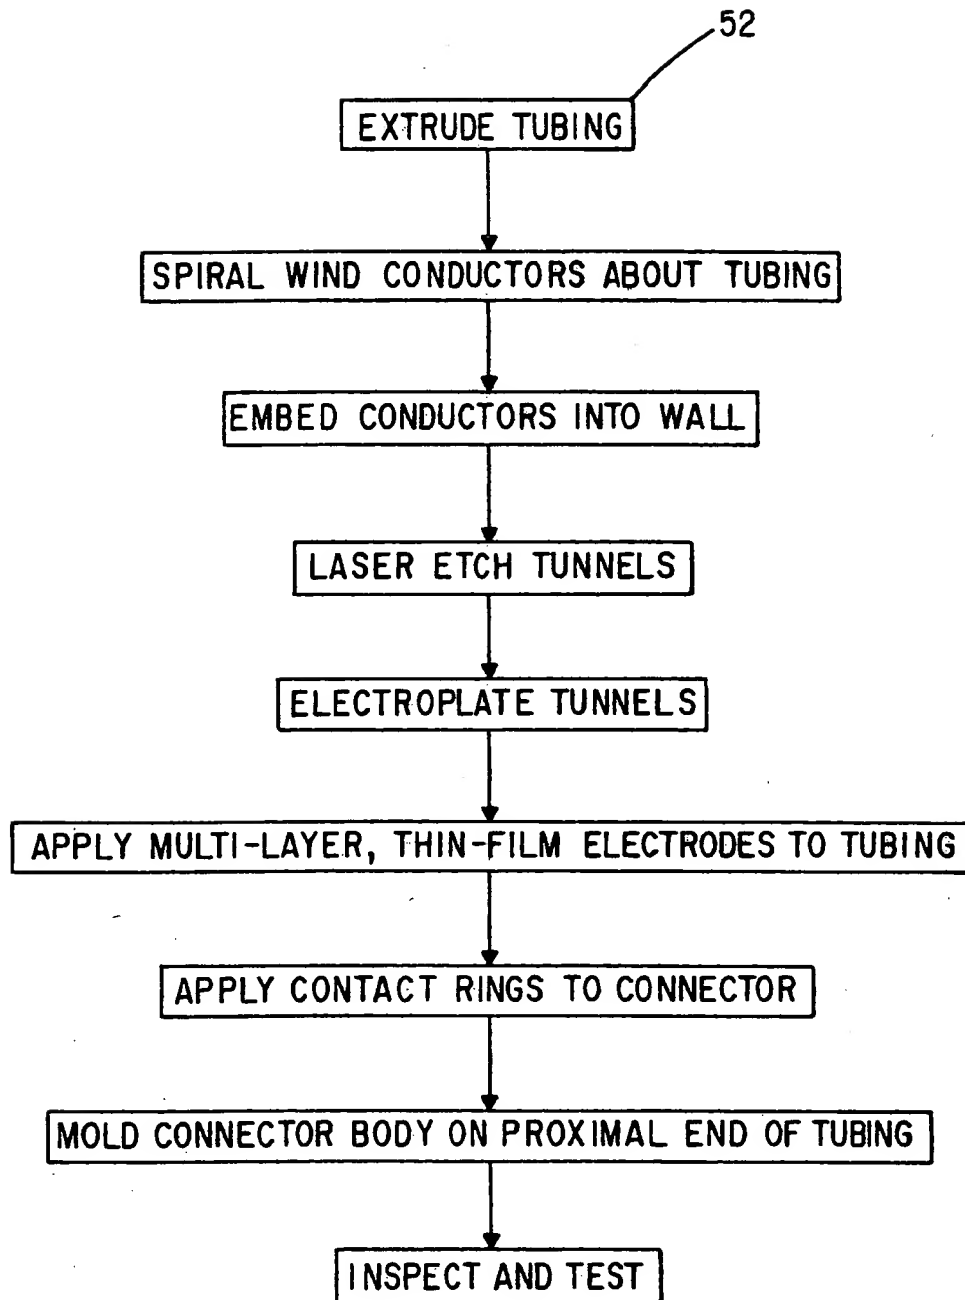 52
EXTRUDE TUBING
SPIRAL WIND CONDUCTORS ABOUT TUBING
EMBED CONDUCTORS INTO WALL
LASER ETCH TUNNELS
ELECTROPLATE TUNNELS
APPLY MULTI-LAYER, THIN-FILM ELECTRODES TO TUBING
APPLY CONTACT RINGS TO CONNECTOR
MOLD CONNECTOR BODY ON PROXIMAL END OF TUBING
INSPECT AND TEST